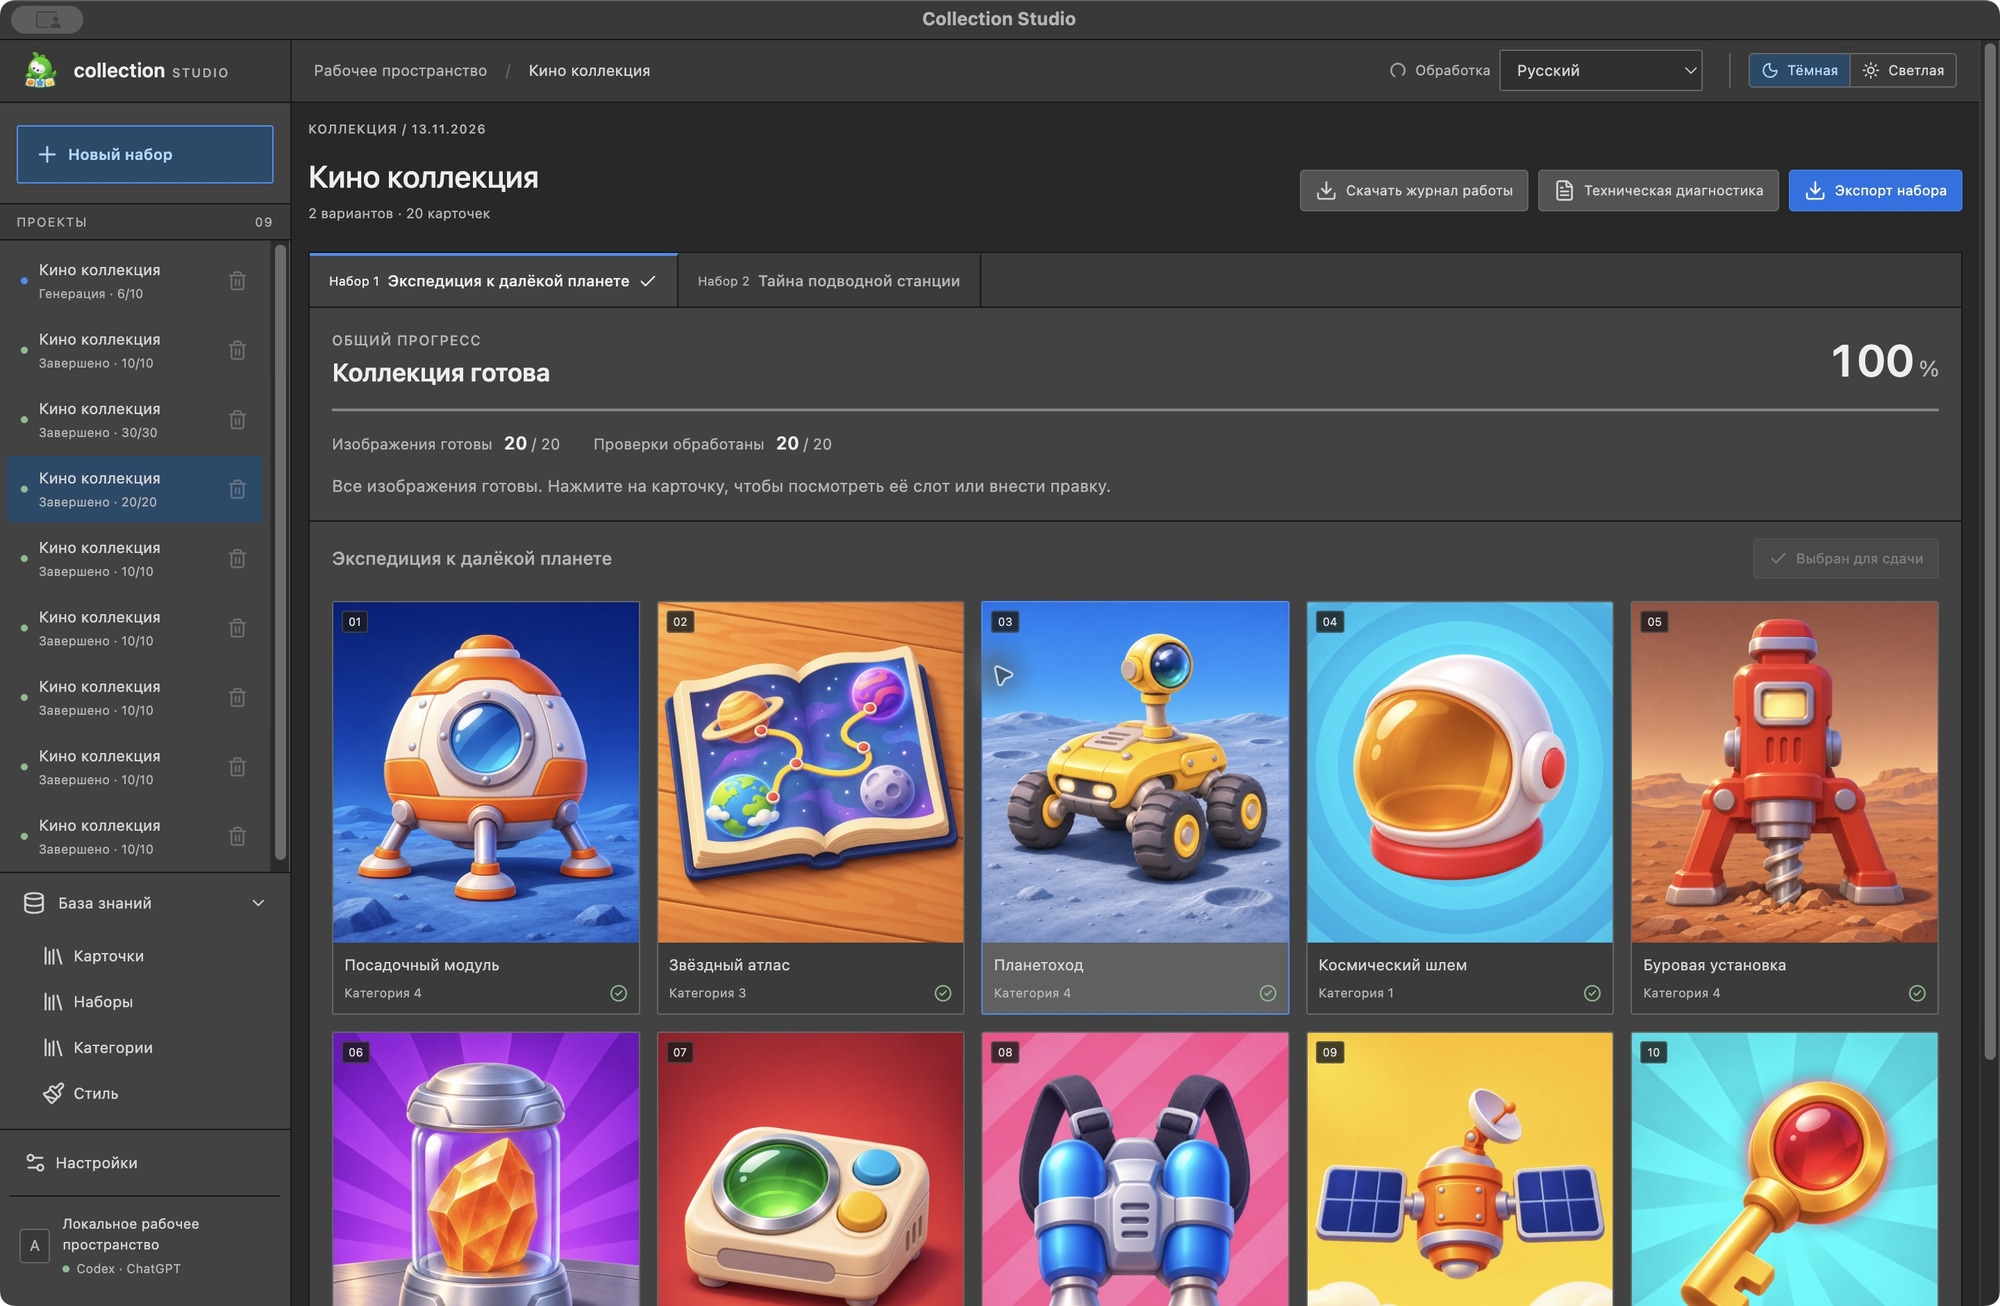 Collection Studio
collection STUDIO
Рабочее пространство / Кино коллекция
Обработка
Русский
Тёмная
Светлая
Новый набор
ПРОЕКТЫ 09
Кино коллекция
Генерация · 6/10
Кино коллекция
Завершено · 10/10
Кино коллекция
Завершено · 30/30
Кино коллекция
Завершено · 20/20
Кино коллекция
Завершено · 10/10
Кино коллекция
Завершено · 10/10
Кино коллекция
Завершено · 10/10
Кино коллекция
Завершено · 10/10
Кино коллекция
Завершено · 10/10
База знаний
Карточки
Наборы
Категории
Стиль
Настройки
A
Локальное рабочее
пространство
Codex · ChatGPT
КОЛЛЕКЦИЯ / 13.11.2026
Кино коллекция
2 вариантов · 20 карточек
Скачать журнал работы
Техническая диагностика
Экспорт набора
Набор 1 Экспедиция к далёкой планете
Набор 2 Тайна подводной станции
ОБЩИЙ ПРОГРЕСС
Коллекция готова
100 %
Изображения готовы 20 / 20
Проверки обработаны 20 / 20
Все изображения готовы. Нажмите на карточку, чтобы посмотреть её слот или внести правку.
Экспедиция к далёкой планете
Выбран для сдачи
01
Посадочный модуль
Категория 4
02
Звёздный атлас
Категория 3
03
Планетоход
Категория 4
04
Космический шлем
Категория 1
05
Буровая установка
Категория 4
06
07
08
09
10